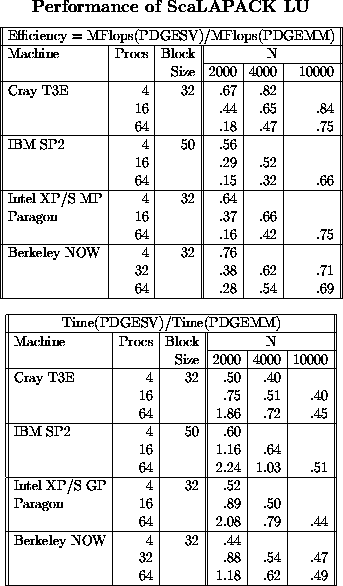 Performance of ScaLAPACK LU
Efficiency = MFlops(PDGESV)/MFlops(PDGEMM)
Machine Procs Block N
Size 2000 4000 10000
Cray T3E 4 32 .67 .82
16 .44 .65 .84
64 .18 .47 .75
IBM SP2 4 50 .56
16 .29 .52
64 .15 .32 .66
Intel XP/S MP 4 32 .64
Paragon 16 .37 .66
64 .16 .42 .75
Berkeley NOW 4 32 .76
32 .38 .62 .71
64 .28 .54 .69
Time(PDGESV)/Time(PDGEMM)
Machine Procs Block N
Size 2000 4000 10000
Cray T3E 4 32 .50 .40
16 .75 .51 .40
64 1.86 .72 .45
IBM SP2 4 50 .60
16 1.16 .64
64 2.24 1.03 .51
Intel XP/S GP 4 32 .52
Paragon 16 .89 .50
64 2.08 .79 .44
Berkeley NOW 4 32 .44
32 .88 .54 .47
64 1.18 .62 .49